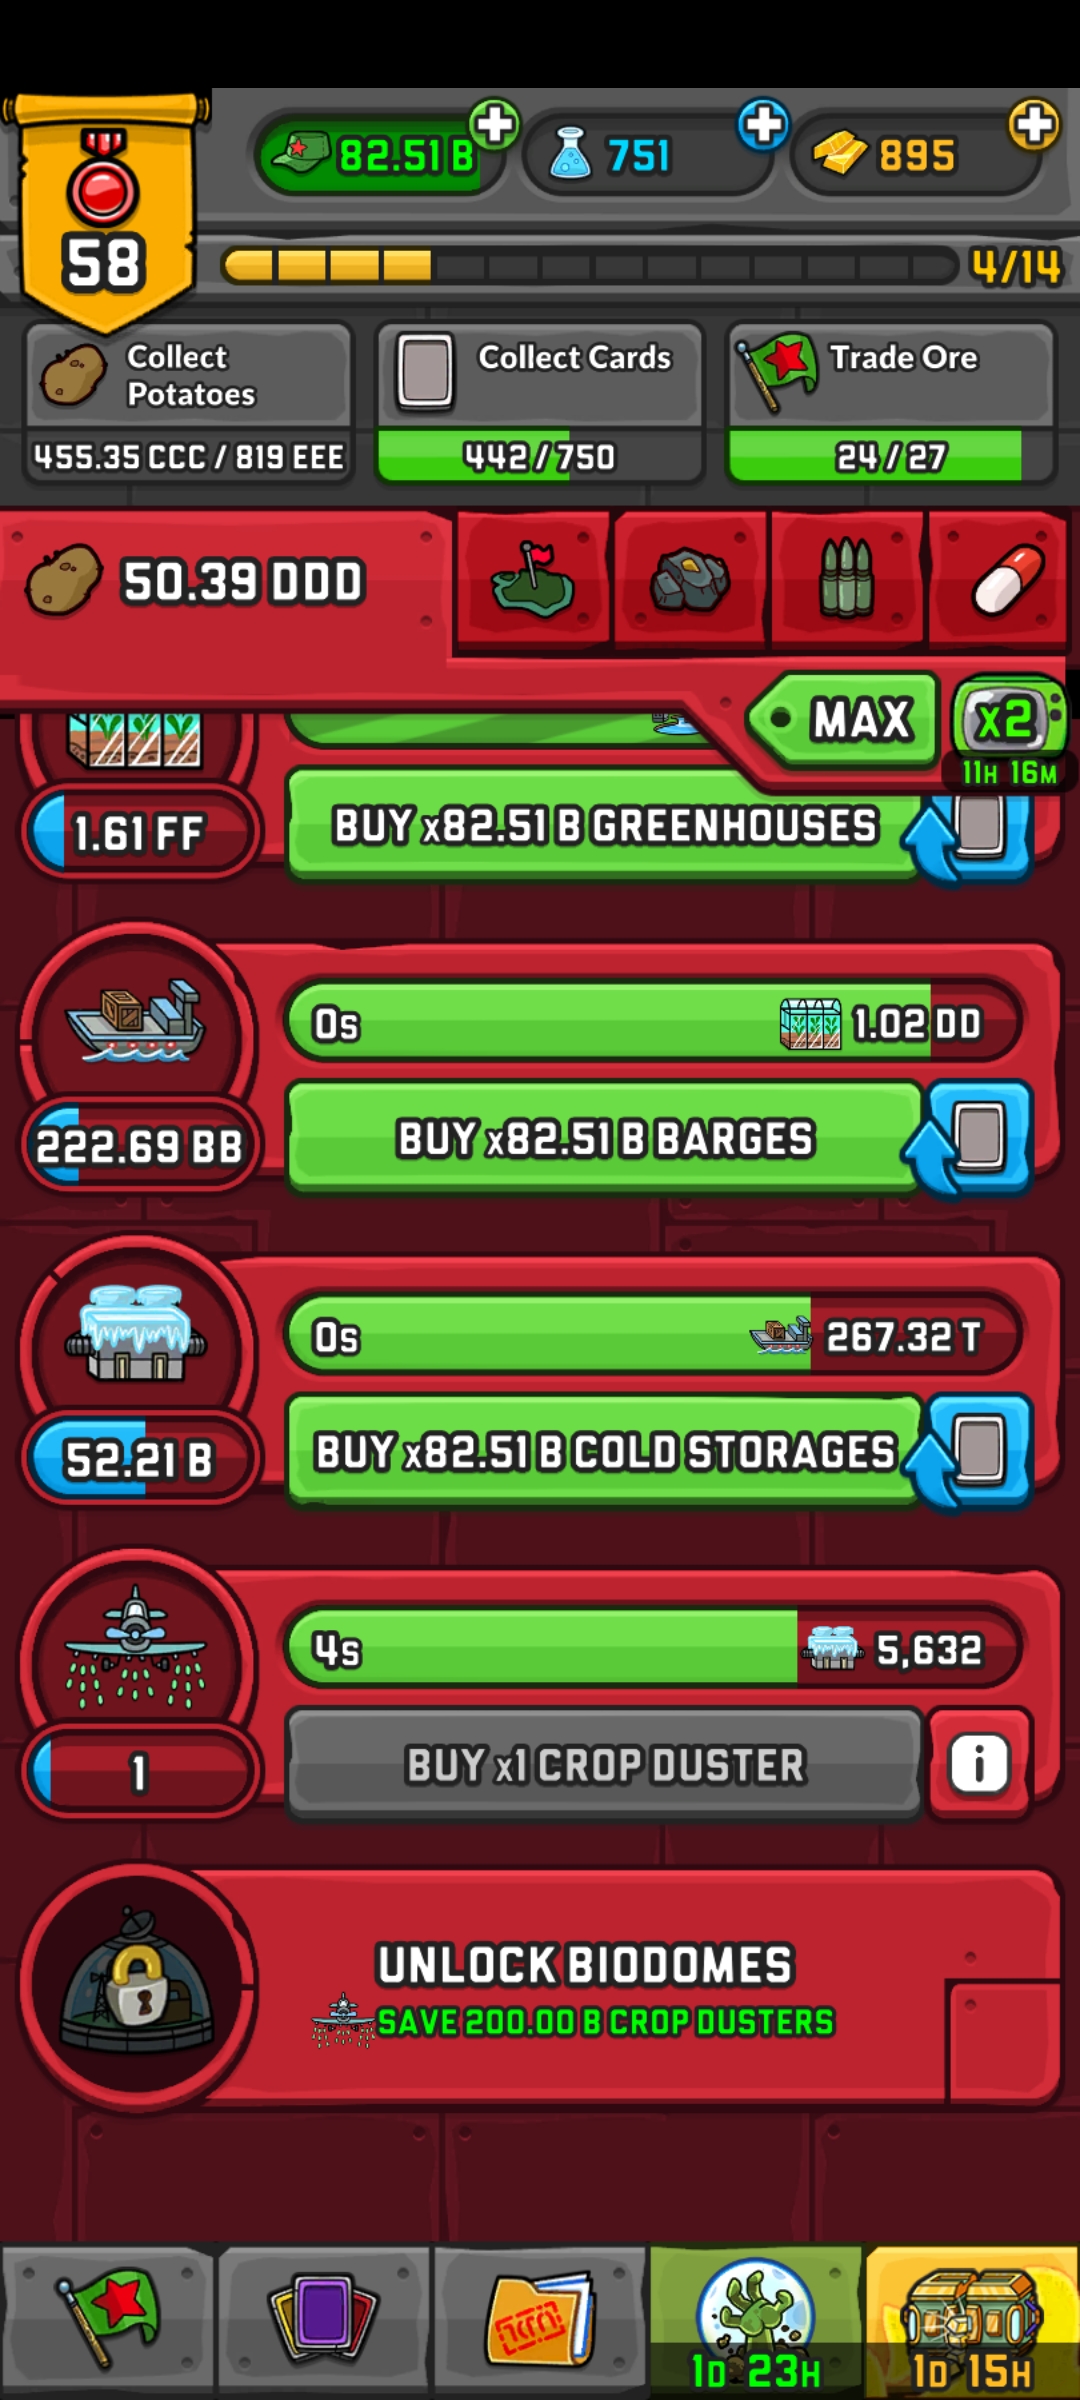 82.51 B
751
895
58
4/14
Collect
Potatoes
455.35 CCC / 819 EEE
Collect Cards
442/750
Trade Ore
24/27
50.39 DDD
MAX
x2
11H 16M
1.61 FF
BUY x82.51 B GREENHOUSES
0s
1.02 DD
222.69 BB
BUY x82.51 B BARGES
0s
267.32 T
52.21 B
BUY x82.51 B COLD STORAGES
4s
5,632
1
BUY x1 CROP DUSTER
i
UNLOCK BIODOMES
SAVE 200.00 B CROP DUSTERS
1D 23H
1D 15H